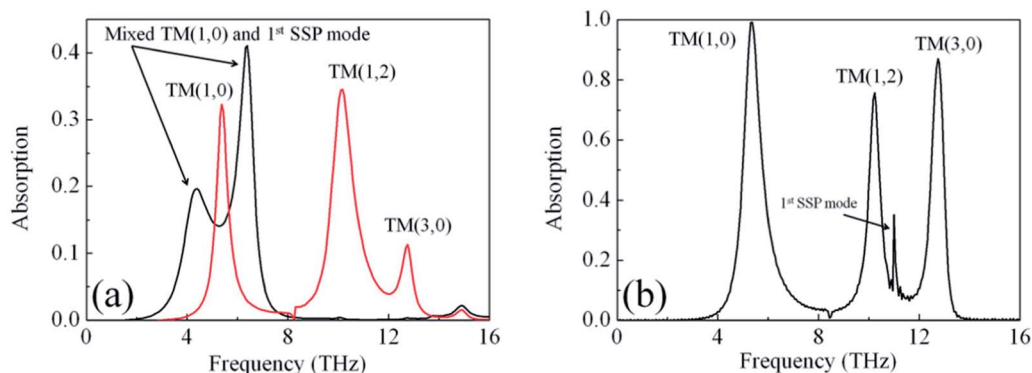 Mixed TM(1,0) and 1st SSP mode
TM(1,0)
TM(1,2)
TM(3,0)
Absorption
0.4
0.3
0.2
0.1
0.0
0
4
8
12
16
Frequency (THz)
(a)
TM(1,0)
TM(1,2)
TM(3,0)
1st SSP mode
Absorption
1.0
0.8
0.6
0.4
0.2
0.0
0
4
8
12
16
Frequency (THz)
(b)